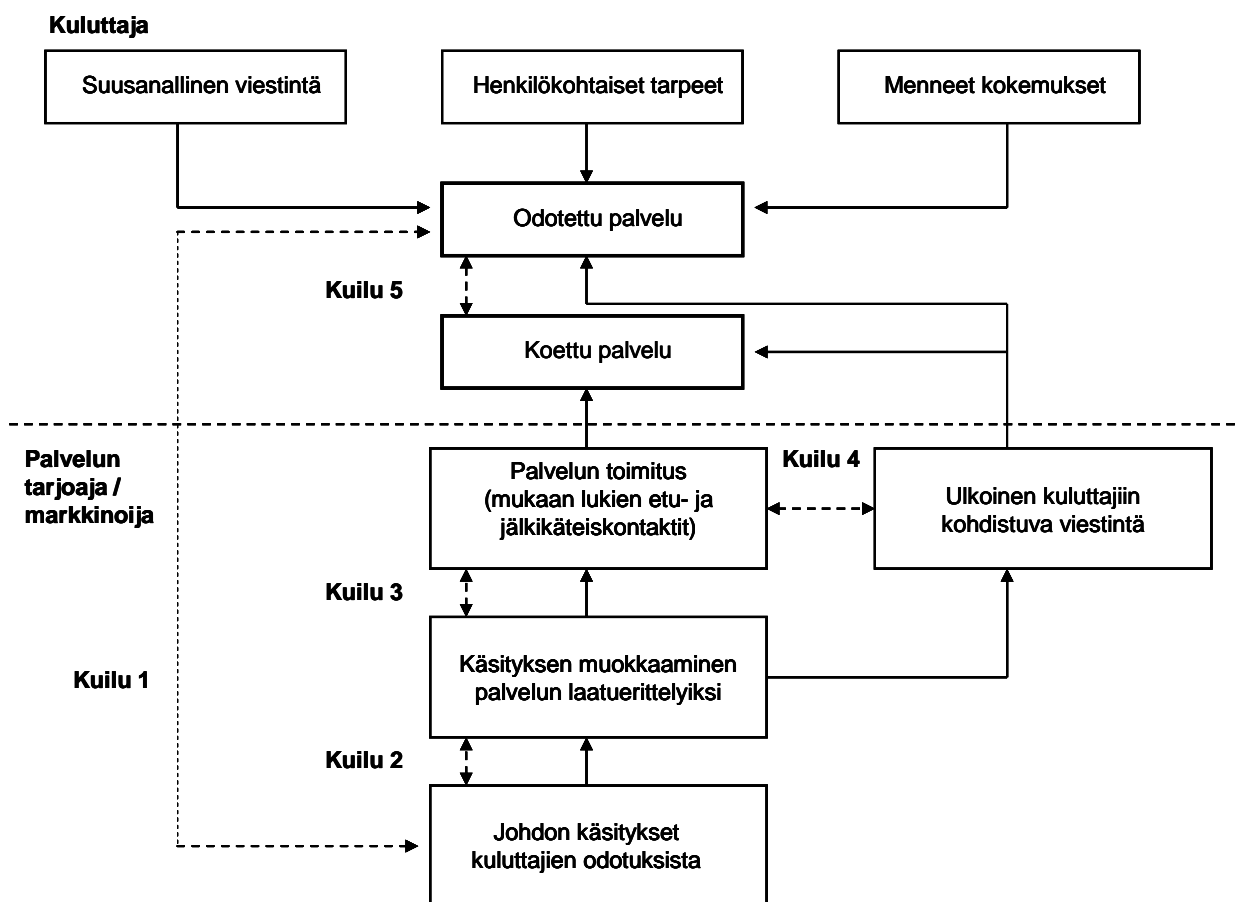 Kuluttaja
Suusanallinen viestintä
Henkilökohtaiset tarpeet
Menneet kokemukset
Odotettu palvelu
Kuilu 5
Koettu palvelu
Palvelun
tarjoaja /
markkinoija
Palvelun toimitus
(mukaan lukien etu- ja
jälkikäteiskontaktit)
Kuilu 4
Ulkoinen kuluttajiin
kohdistuva viestintä
Kuilu 3
Käsityksen muokkaaminen
palvelun laatuerittelyiksi
Kuilu 1
Kuilu 2
Johdon käsitykset
kuluttajien odotuksista